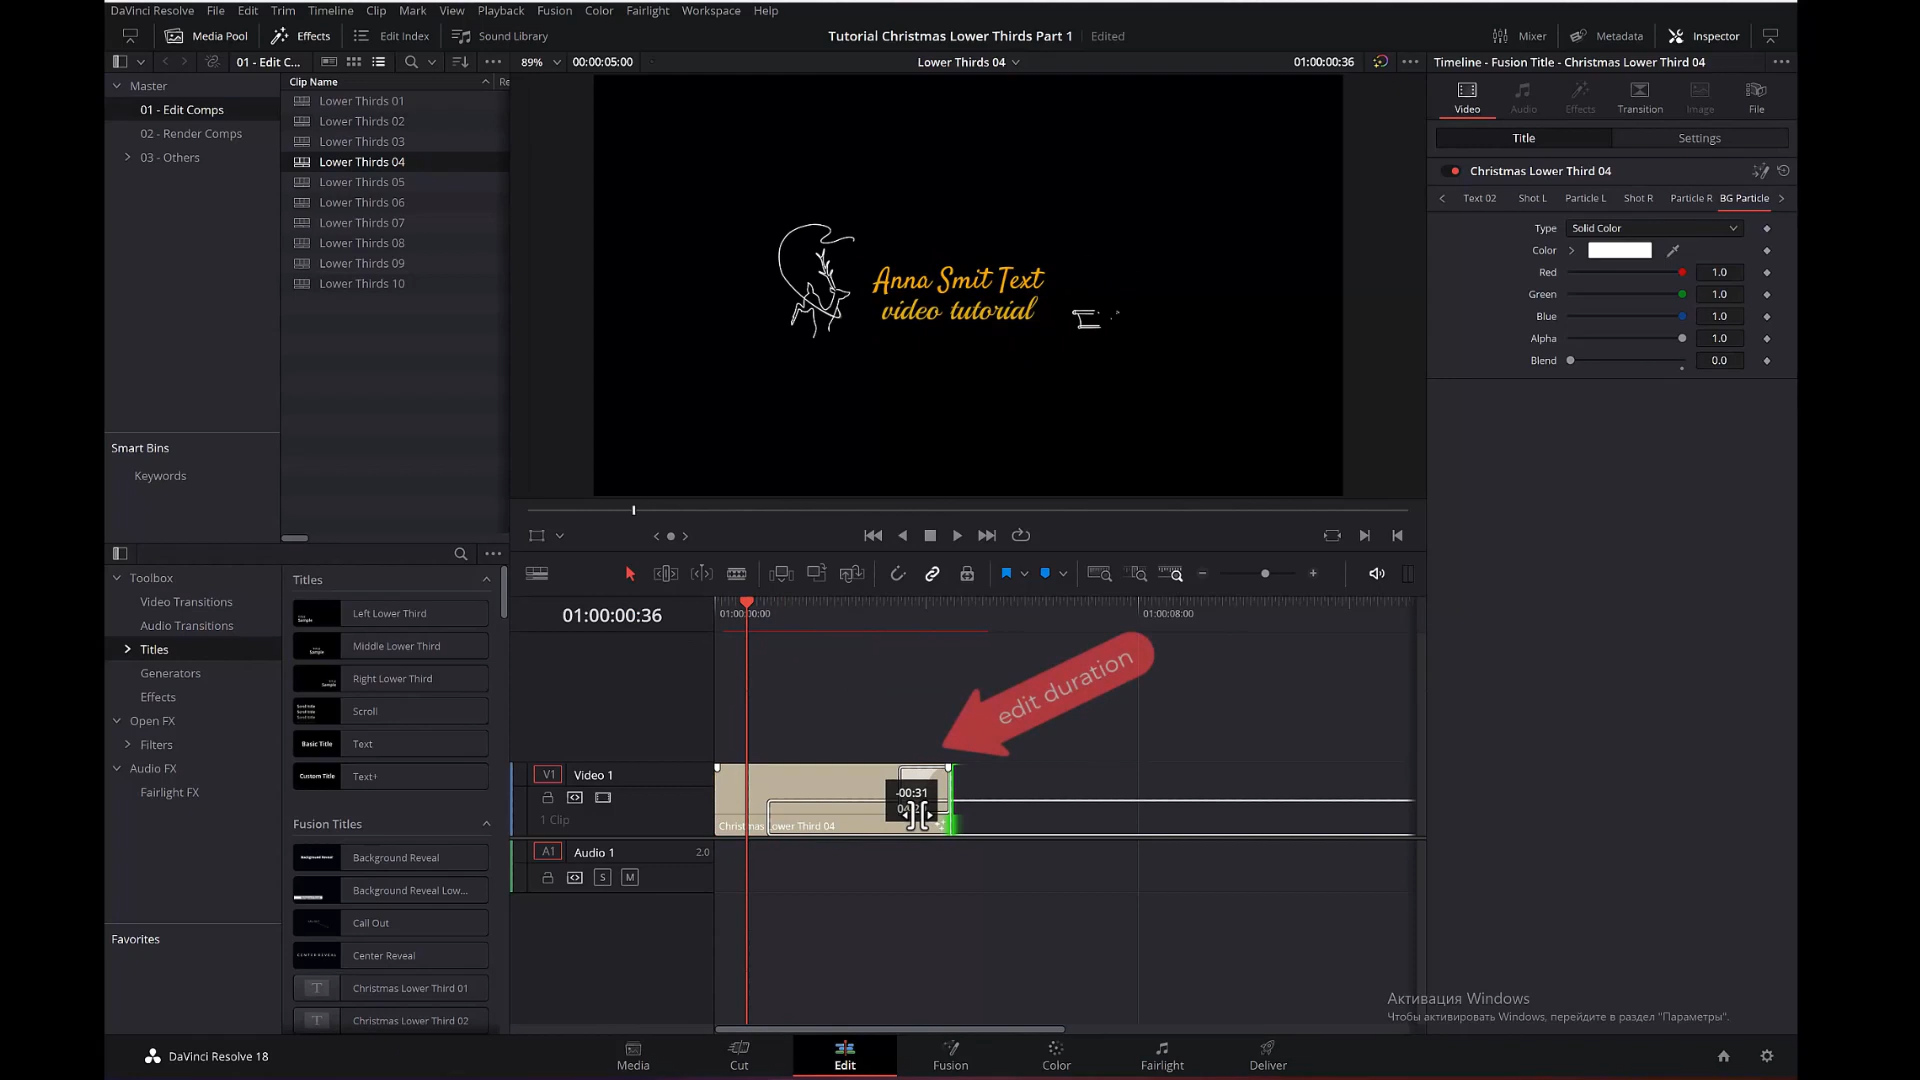 DaVinci Resolve File Edit Trim Timeline Clip Mark View Playback Fusion Color Fairlight Workspace Help
Media Pool Effects Edit Index Sound Library Tutorial Christmas Lower Thirds Part 1 Edited Mixer Metadata Inspector
01 - Edit C... 89% 00:00:05:00 Lower Thirds 04 01:00:00:36 Timeline - Fusion Title - Christmas Lower Third 04
Master
01 - Edit Comps
02 - Render Comps
03 - Others
Clip Name Re
Lower Thirds 01
Lower Thirds 02
Lower Thirds 03
Lower Thirds 04
Lower Thirds 05
Lower Thirds 06
Lower Thirds 07
Lower Thirds 08
Lower Thirds 09
Lower Thirds 10
Anna Smit Text
video tutorial
Video Audio Effects Transition Image File
Title Settings
Christmas Lower Third 04
Text 02 Shot L Particle L Shot R Particle R BG Particle
Type Solid Color
Color
Red 1.0
Green 1.0
Blue 1.0
Alpha 1.0
Blend 0.0
Smart Bins
Keywords
Toolbox
Video Transitions
Audio Transitions
Titles
Generators
Effects
Open FX
Filters
Audio FX
Fairlight FX
Favorites
Titles
Left Lower Third
Middle Lower Third
Right Lower Third
Scroll
Basic Title Text
Custom Title Text+
Fusion Titles
Background Reveal
Background Reveal Low...
Call Out
Center Reveal
T Christmas Lower Third 01
T Christmas Lower Third 02
01:00:00:36
01:00:00:00 01:00:08:00
edit duration
V1 Video 1
1 Clip
-00:31
Christmas Lower Third 04
A1 Audio 1 2.0
S M
Активация Windows
Чтобы активировать Windows, перейдите в раздел "Параметры".
DaVinci Resolve 18
Media Cut Edit Fusion Color Fairlight Deliver